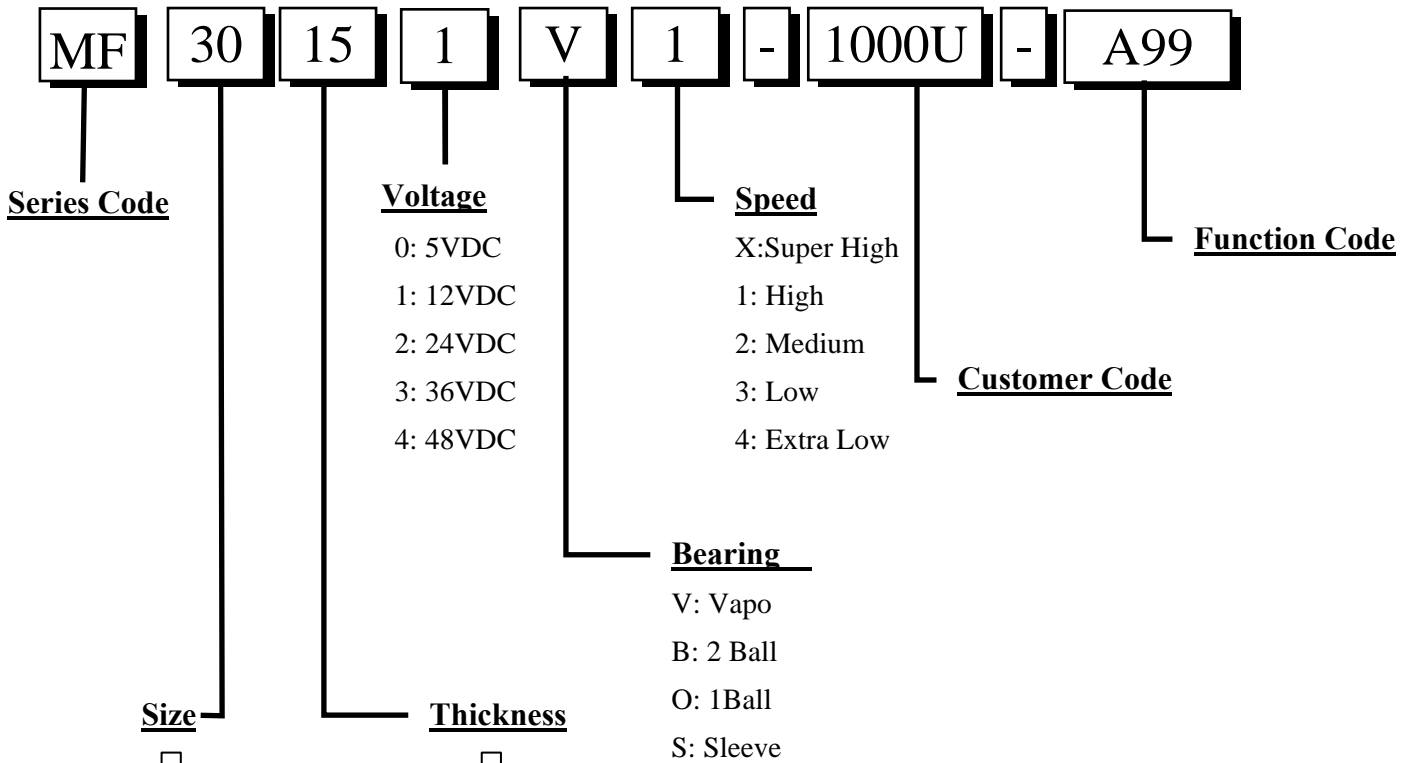 MF 30 15 1 V 1 - 1000U - A99
Series Code
Voltage
0: 5VDC
1: 12VDC
2: 24VDC
3: 36VDC
4: 48VDC
Speed
X:Super High
1: High
2: Medium
3: Low
4: Extra Low
Function Code
Customer Code
Bearing
V: Vapo
B: 2 Ball
O: 1Ball
S: Sleeve
Size
Thickness